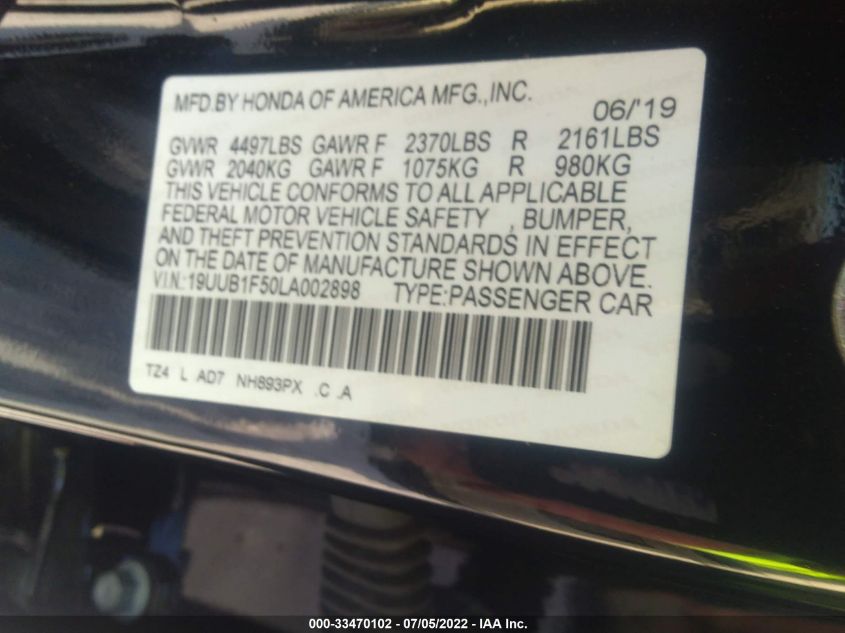 MFD.BY HONDA OF AMERICA MFG.,INC. 06/'19
GVWR 4497LBS GAWR F 2370LBS R 2161LBS
GVWR 2040KG GAWR F 1075KG R 980KG
THIS VEHICLE CONFORMS TO ALL APPLICABLE
FEDERAL MOTOR VEHICLE SAFETY , BUMPER,
AND THEFT PREVENTION STANDARDS IN EFFECT
ON THE DATE OF MANUFACTURE SHOWN ABOVE.
V.I.N.:19UUB1F50LA002898 TYPE:PASSENGER CAR
TZ4 L AD7 NH893PX .C .A
000-33470102 - 07/05/2022 - IAA Inc.